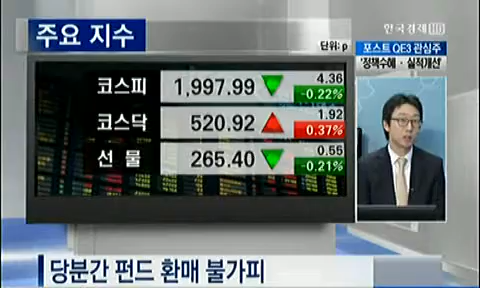 주요 지수
단위:p
한국경제HD
포스트 QE3 관심주
'정책수혜·실적개선'
코스피 1,997.99 ▼ 4.36 -0.22%
코스닥 520.92 ▲ 1.92 0.37%
선물 265.40 ▼ 0.55 -0.21%
당분간 펀드 환매 불가피